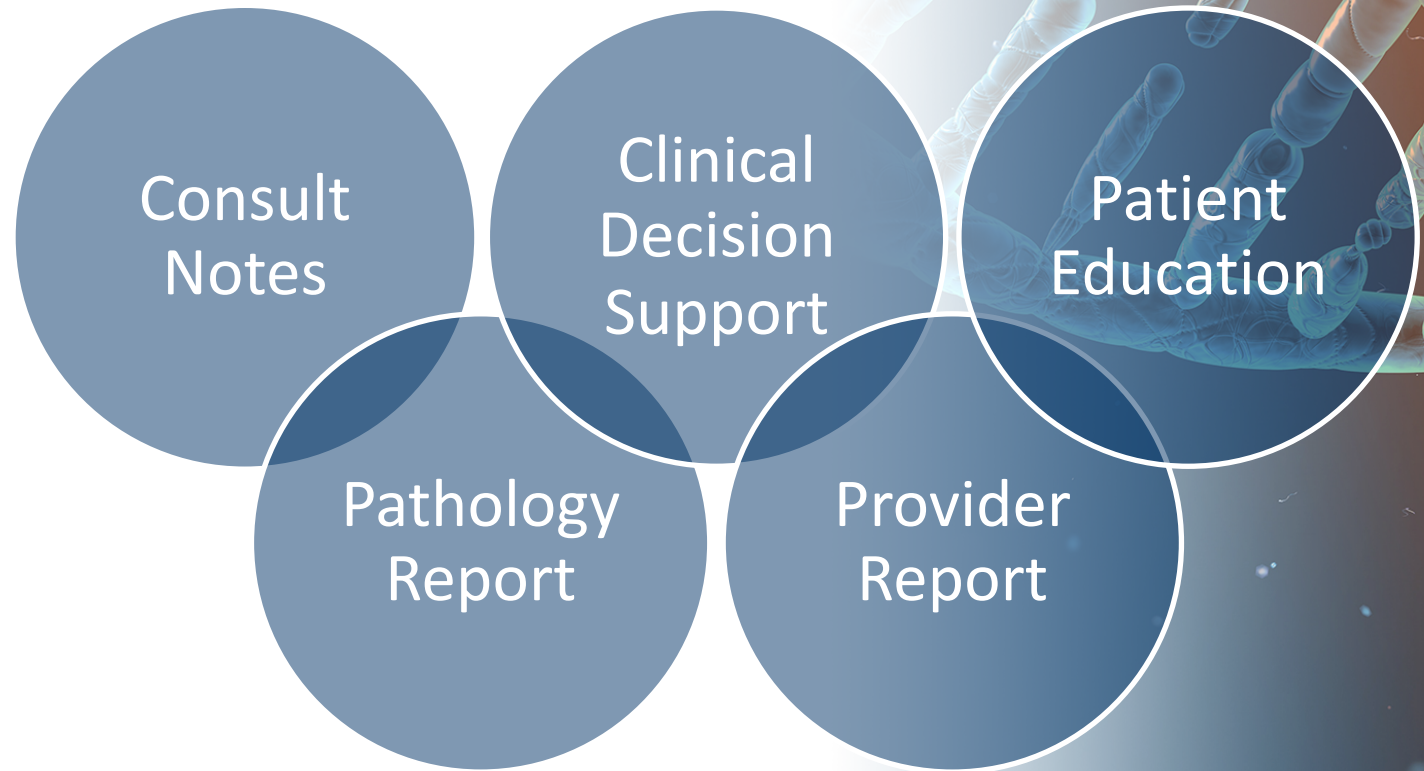 Consult
Notes
Clinical
Decision
Support
Patient
Education
Pathology
Report
Provider
Report